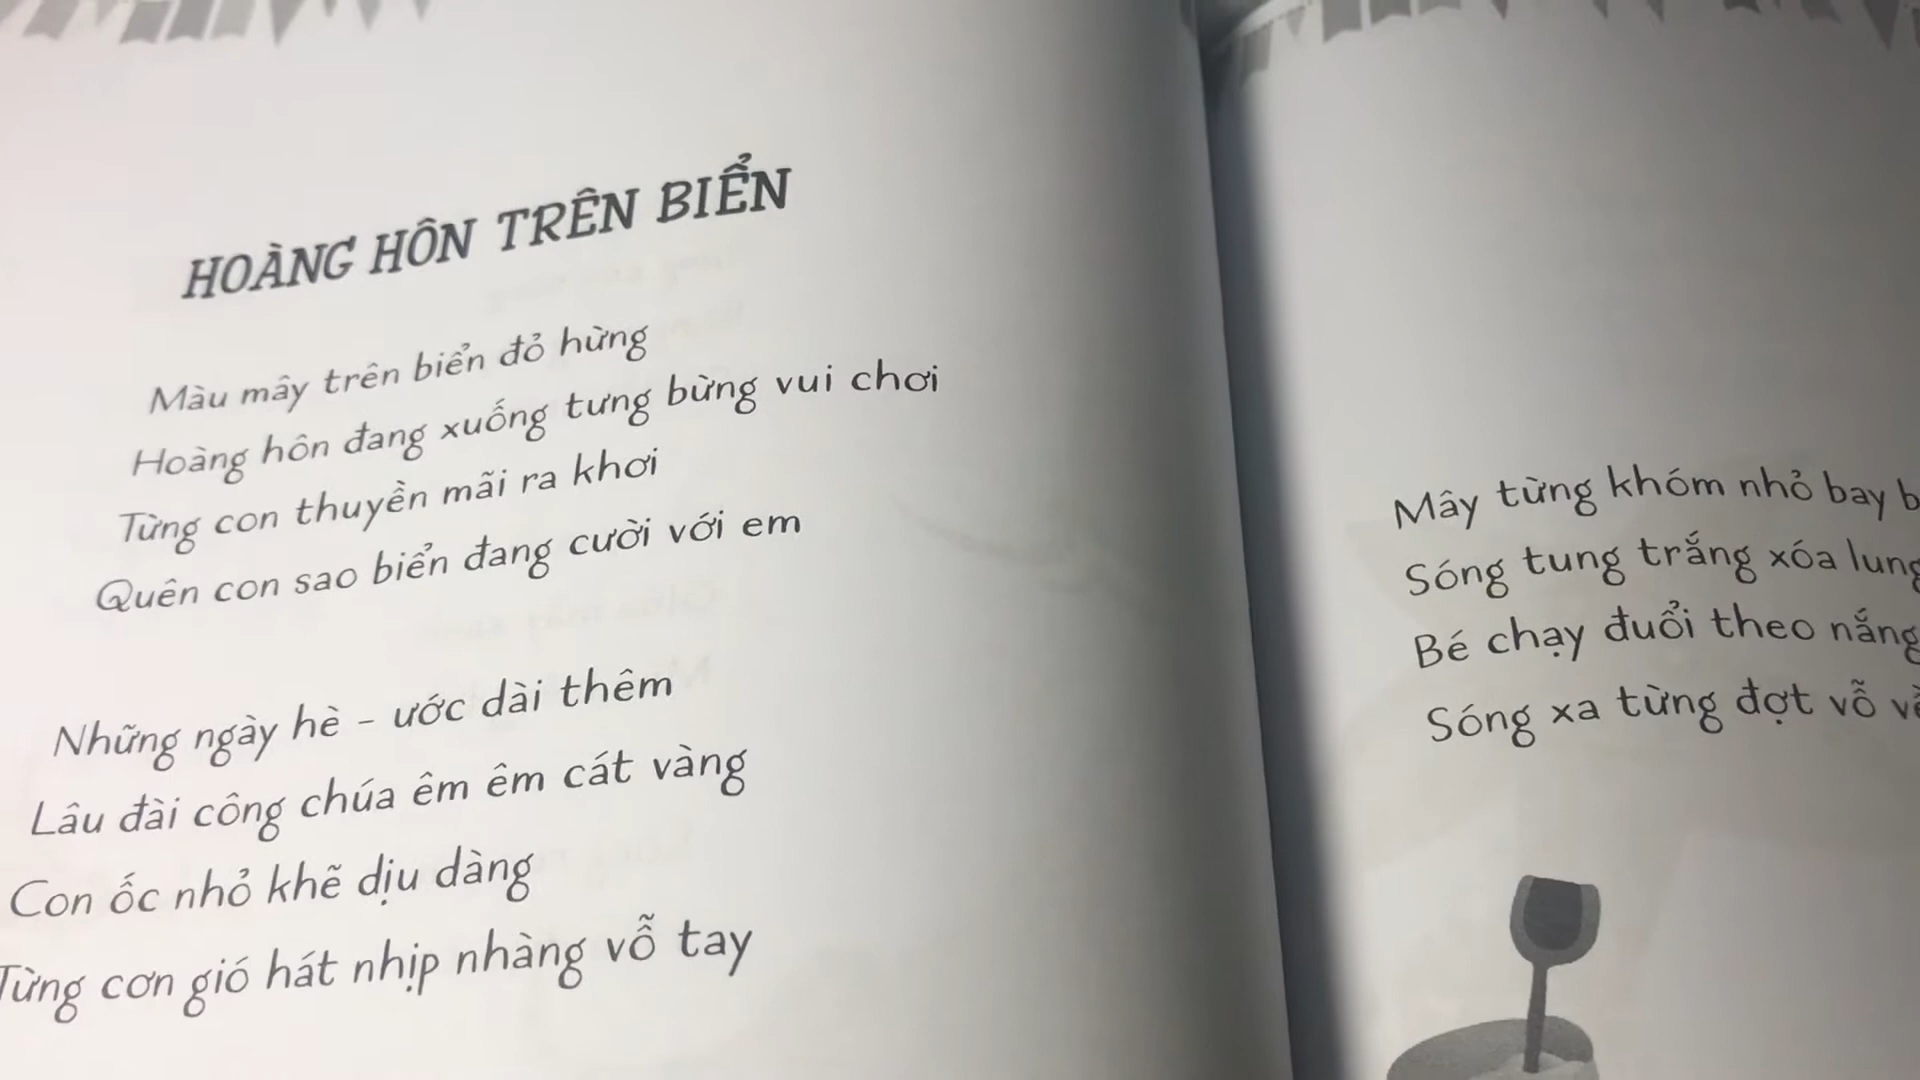 HOÀNG HÔN TRÊN BIỂN
Màu mây trên biển đỏ hừng
Hoàng hôn đang xuống tưng bừng vui chơi
Từng con thuyền mãi ra khơi
Quên con sao biển đang cười với em
Những ngày hè - ước dài thêm
Lâu đài công chúa êm êm cát vàng
Con ốc nhỏ khẽ dịu dàng
Từng cơn gió hát nhịp nhàng vỗ tay
Mây từng khóm nhỏ bay
Sóng tung trắng xóa
Bé chạy đuổi theo nắng
Sóng xa từng đợt vỗ